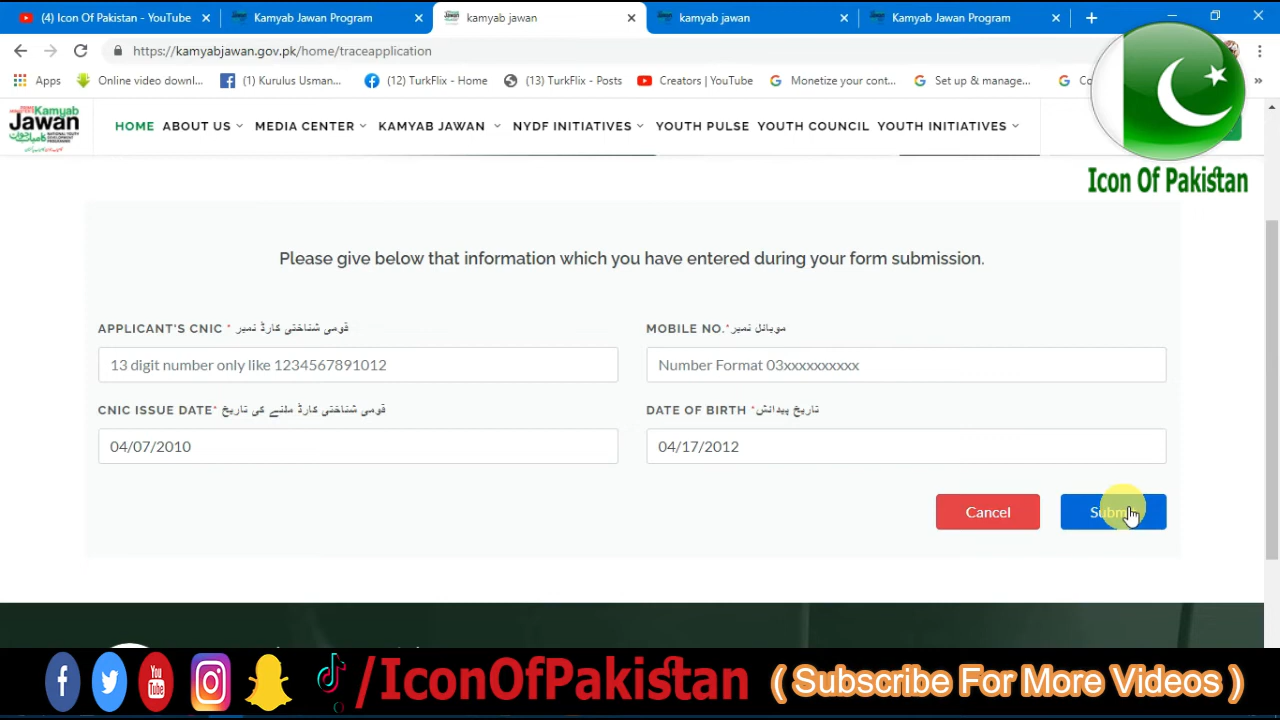 (4) Icon Of Pakistan - YouTube
Kamyab Jawan Program
kamyab jawan
kamyab jawan
Kamyab Jawan Program
https://kamyabjawan.gov.pk/home/traceapplication
Apps
Online video downl...
(1) Kurulus Usman...
(12) TurkFlix - Home
(13) TurkFlix - Posts
Creators | YouTube
Monetize your cont...
Set up & manage...
Kamyab
Jawan
HOME ABOUT US MEDIA CENTER KAMYAB JAWAN NYDF INITIATIVES YOUTH PULSE YOUTH COUNCIL YOUTH INITIATIVES
Icon Of Pakistan
Please give below that information which you have entered during your form submission.
APPLICANT'S CNIC * قومی شناختی کارڈ نمبر
MOBILE NO.* موبائل نمبر
13 digit number only like 1234567891012
Number Format 03xxxxxxxxxx
CNIC ISSUE DATE* قومی شناختی کارڈ ملنے کی تاریخ
DATE OF BIRTH * تاریخ پیدائش
04/07/2010
04/17/2012
Cancel
/IconOfPakistan ( Subscribe For More Videos )